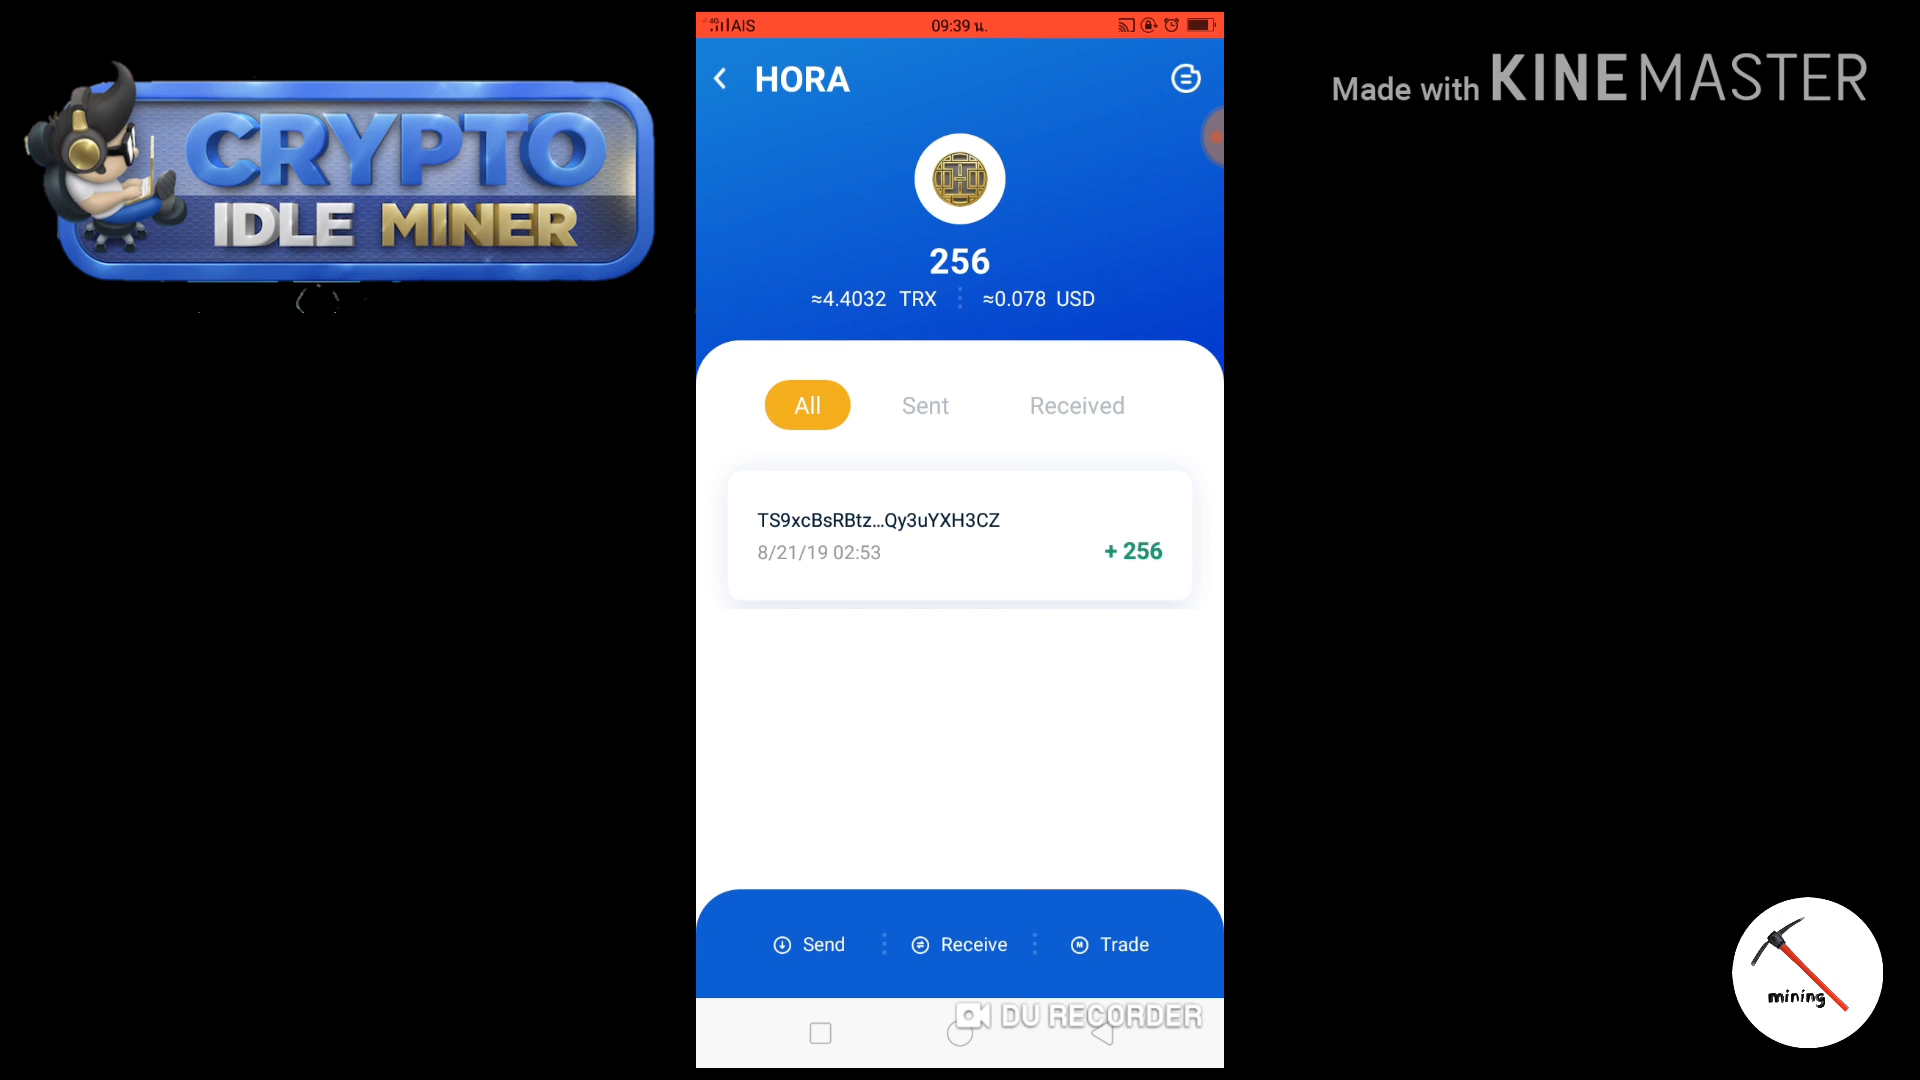 4G AIS 09:39 น.
CRYPTO
IDLE MINER
Made with KINEMASTER
HORA
256
≈4.4032 TRX ≈0.078 USD
All Sent Received
TS9xcBsRBtz...Qy3uYXH3CZ
8/21/19 02:53
+ 256
Send Receive Trade
DU RECORDER
mining